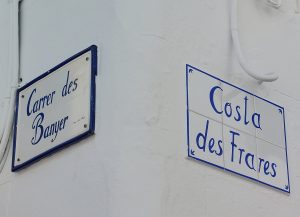 Carrer des
Banyer
Costa
des Frares